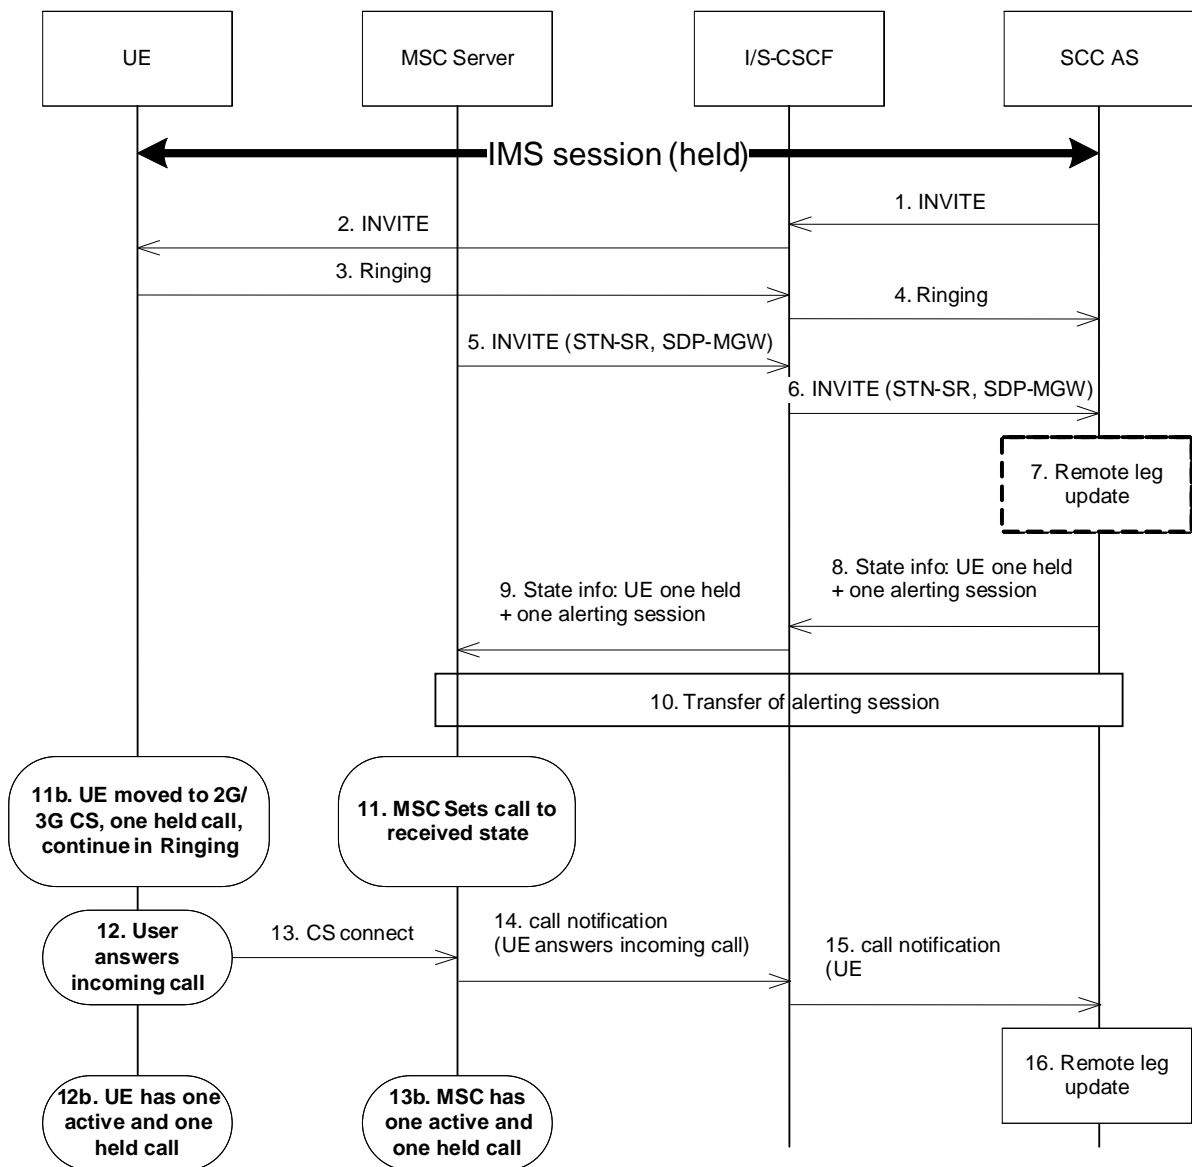 UE
MSC Server
I/S-CSCF
SCC AS
IMS session (held)
1. INVITE
2. INVITE
3. Ringing
4. Ringing
5. INVITE (STN-SR, SDP-MGW)
6. INVITE (STN-SR, SDP-MGW)
7. Remote leg
update
8. State info: UE one held
+ one alerting session
9. State info: UE one held
+ one alerting session
10. Transfer of alerting session
11b. UE moved to 2G/
3G CS, one held call,
continue in Ringing
11. MSC Sets call to
received state
12. User
answers
incoming call
13. CS connect
14. call notification
(UE answers incoming call)
15. call notification
(UE
16. Remote leg
update
12b. UE has one
active and one
held call
13b. MSC has
one active and
one held call